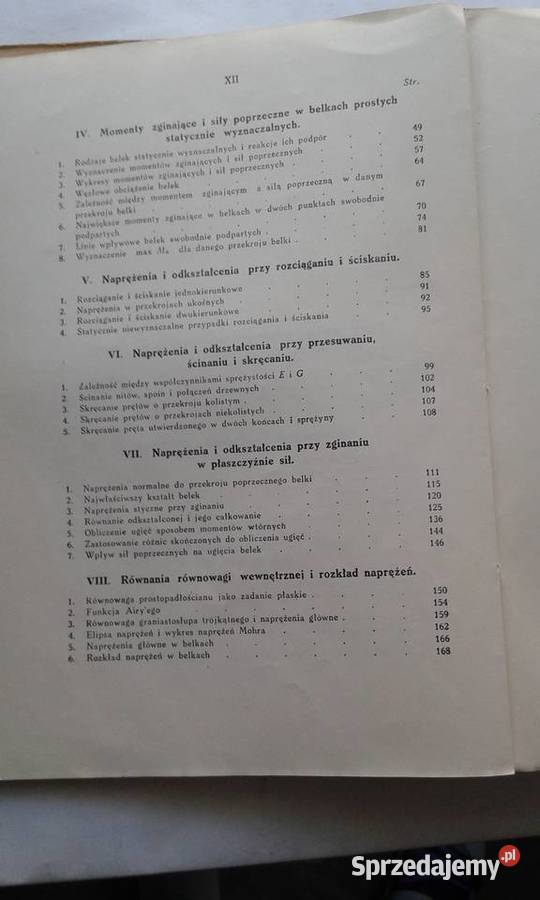 XII
Str.
IV. Momenty zginające i siły poprzeczne w belkach prostych
statycznie wyznaczalnych.
1. Rodzaje belek statycznie wyznaczalnych i reakcje ich podpór . . 49
2. Wyznaczenie momentów zginających i sił poprzecznych . . . 52
3. Wykresy momentów zginających i sił poprzecznych . . . 57
4. Węzłowe obciążenie belek . . . 64
5. Zależność między momentem zginającym a siłą poprzeczną w danym
przekroju belki . . . 67
6. Największe momenty zginające w belkach w dwóch punktach swobodnie
podpartych . . . 70
7. Linie wpływowe belek swobodnie podpartych . . . 74
8. Wyznaczenie max M dla danego przekroju belki . . . 81
V. Naprężenia i odkształcenia przy rozciąganiu i ściskaniu.
1. Rozciąganie i ściskanie jednokierunkowe . . . 85
2. Naprężenia w przekrojach ukośnych . . . 91
3. Rozciąganie i ściskanie dwukierunkowe . . . 92
4. Statycznie niewyznaczalne przypadki rozciągania i ściskania . . 95
VI. Naprężenia i odkształcenia przy przesuwaniu,
ścinaniu i skręcaniu.
1. Zależność między współczynnikami sprężystości E i G . . . 99
2. Ścinanie nitów, spoin i połączeń drzewnych . . . 102
3. Skręcanie prętów o przekroju kolistym . . . 104
4. Skręcanie prętów o przekrojach niekolistych . . . 107
5. Skręcanie pręta utwierdzonego w dwóch końcach i sprężyny . . 108
VII. Naprężenia i odkształcenia przy zginaniu
w płaszczyźnie sił.
1. Naprężenia normalne do przekroju poprzecznego belki . . . 111
2. Najwłaściwszy kształt belek . . . 115
3. Naprężenia styczne przy zginaniu . . . 120
4. Równanie odkształconej i jego całkowanie . . . 125
5. Obliczenie ugięć sposobem momentów wtórnych . . . 136
6. Zastosowanie różnic skończonych do obliczenia ugięć . . . 144
7. Wpływ sił poprzecznych na ugięcia belek . . . 146
VIII. Równania równowagi wewnętrznej i rozkład naprężeń.
1. Równowaga prostopadłościanu jako zadanie płaskie . . . 150
2. Funkcja Airy'ego . . . 154
3. Równowaga graniastosłupa trójkątnego i naprężenia główne . . . 159
4. Elipsa naprężeń i wykres naprężeń Mohra . . . 162
5. Naprężenia główne w belkach . . . 166
6. Rozkład naprężeń w belkach . . . 168
Sprzedajemy.pl